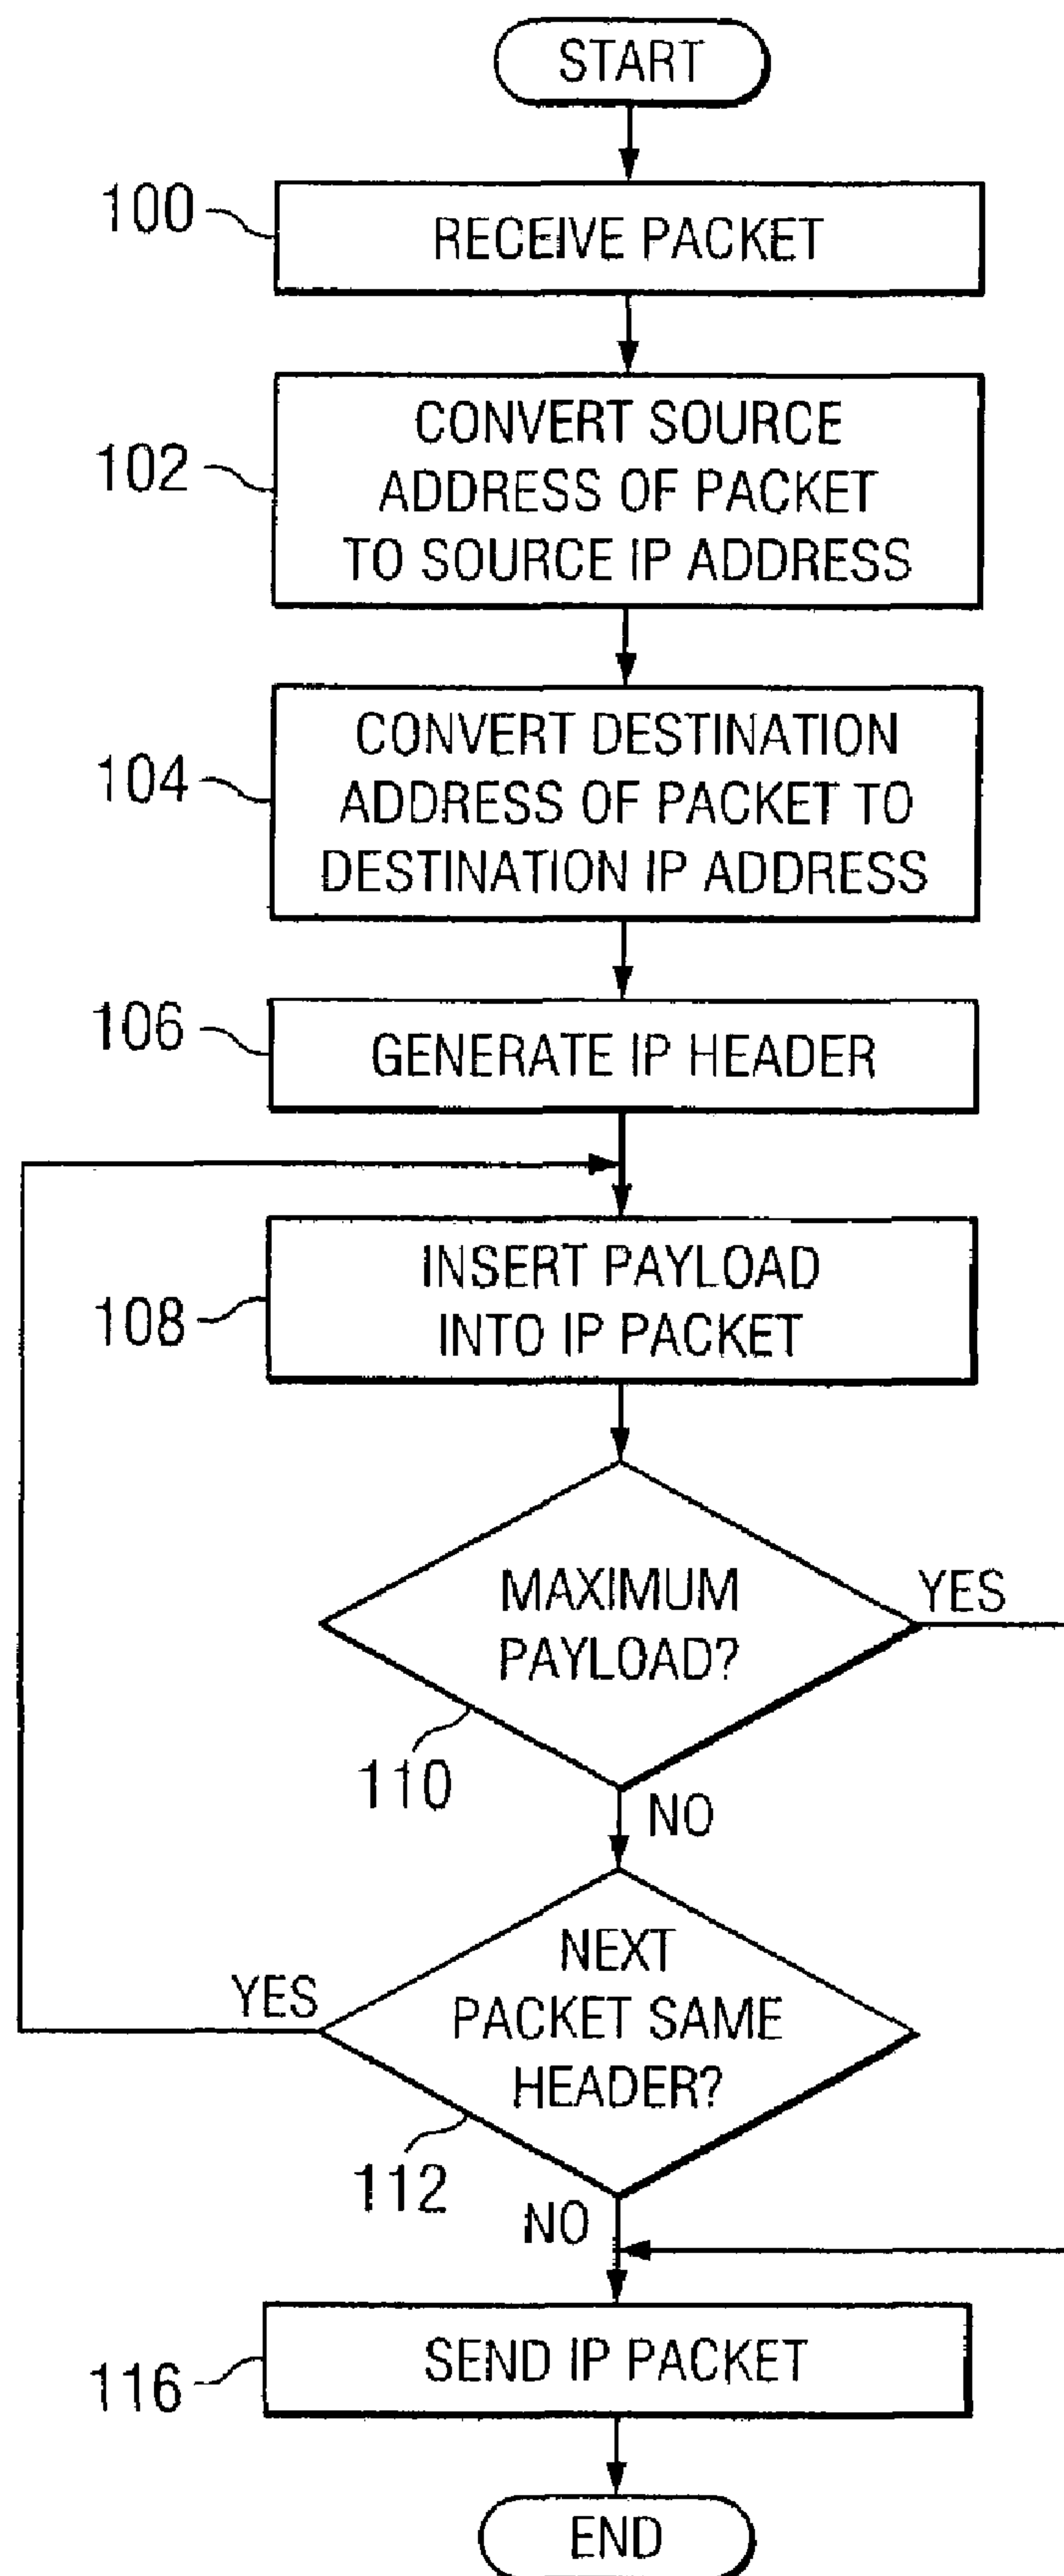 START
100
RECEIVE PACKET
102
CONVERT SOURCE
ADDRESS OF PACKET
TO SOURCE IP ADDRESS
104
CONVERT DESTINATION
ADDRESS OF PACKET TO
DESTINATION IP ADDRESS
106
GENERATE IP HEADER
108
INSERT PAYLOAD
INTO IP PACKET
MAXIMUM
PAYLOAD?
YES
110
NO
NEXT
PACKET SAME
HEADER?
YES
112
NO
116
SEND IP PACKET
END